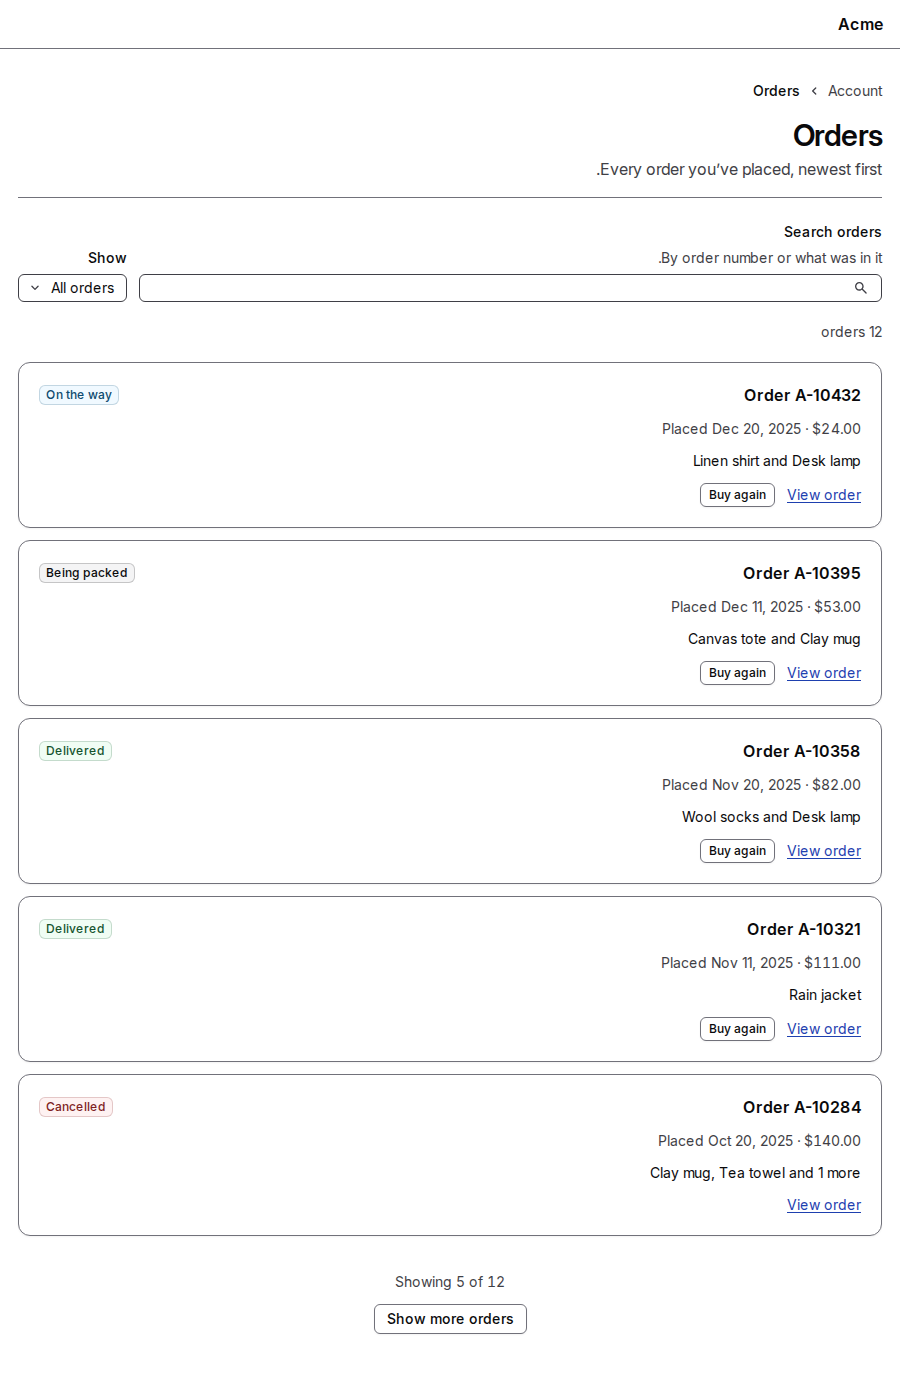 Acme
Orders ‹ Account
Orders
.Every order you’ve placed, newest first
Search orders
.By order number or what was in it
Show
All orders
orders 12
Order A-10432
On the way
Placed Dec 20, 2025 · $24.00
Linen shirt and Desk lamp
View order
Buy again
Order A-10395
Being packed
Placed Dec 11, 2025 · $53.00
Canvas tote and Clay mug
View order
Buy again
Order A-10358
Delivered
Placed Nov 20, 2025 · $82.00
Wool socks and Desk lamp
View order
Buy again
Order A-10321
Delivered
Placed Nov 11, 2025 · $111.00
Rain jacket
View order
Buy again
Order A-10284
Cancelled
Placed Oct 20, 2025 · $140.00
Clay mug, Tea towel and 1 more
View order
Showing 5 of 12
Show more orders